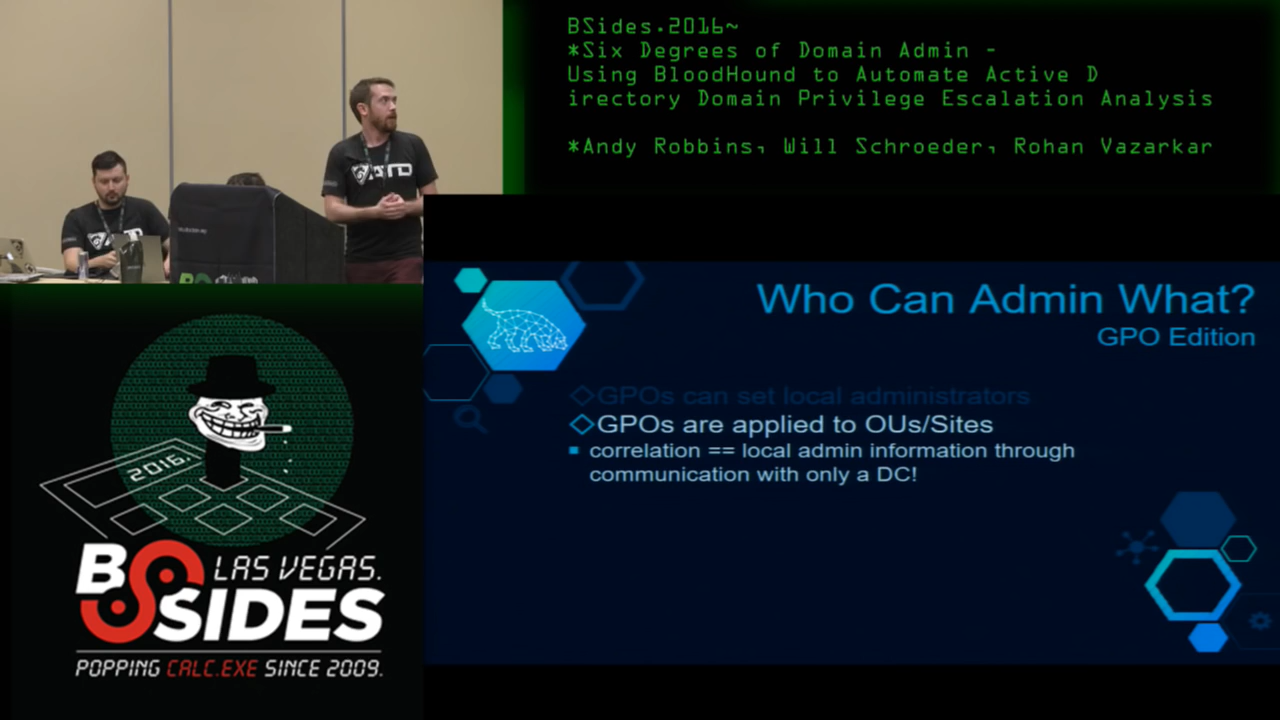 BSides.2016~
*Six Degrees of Domain Admin -
Using BloodHound to Automate Active D
irectory Domain Privilege Escalation Analysis
*Andy Robbins, Will Schroeder, Rohan Vazarkar
Who Can Admin What?
GPO Edition
GPOs can set local administrators
GPOs are applied to OUs/Sites
correlation == local admin information through
communication with only a DC!
2016.
BSIDES
LAS VEGAS.
POPPING CALC.EXE SINCE 2009.